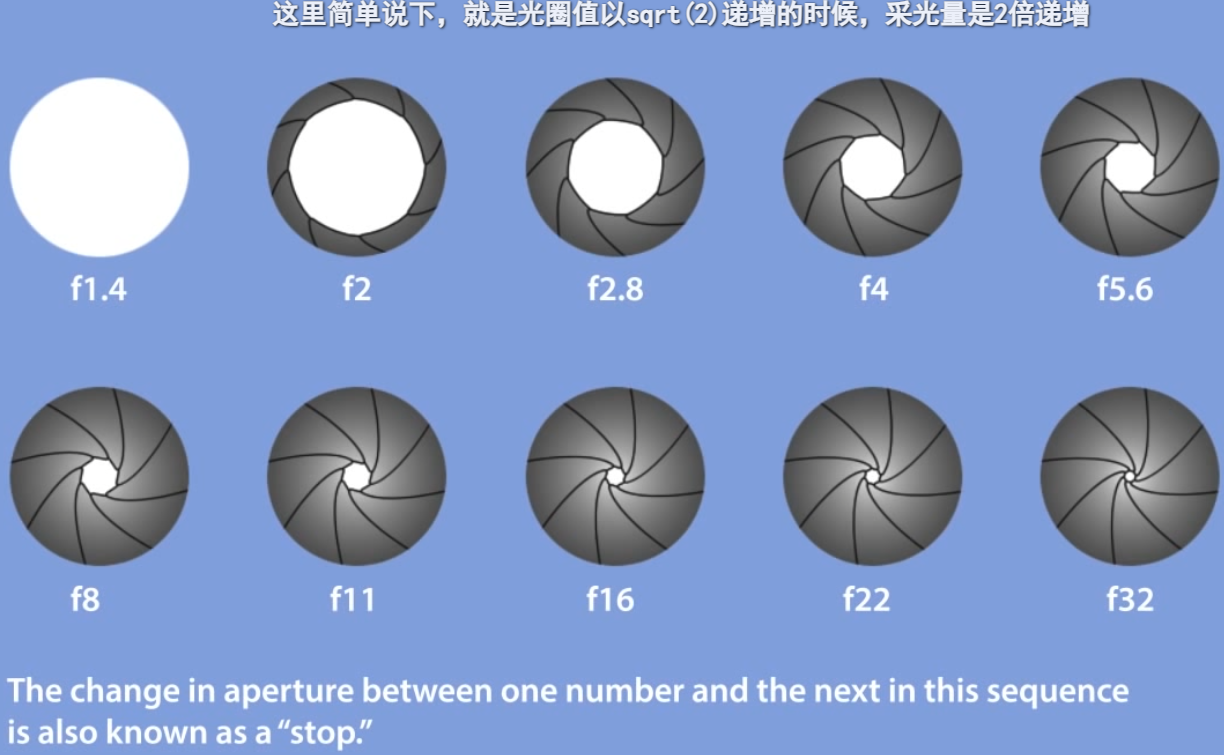 这里简单说下，就是光圈值以sqrt(2)递增的时候，采光量是2倍递增
f1.4 f2 f2.8 f4 f5.6
f8 f11 f16 f22 f32
The change in aperture between one number and the next in this sequence
is also known as a “stop.”